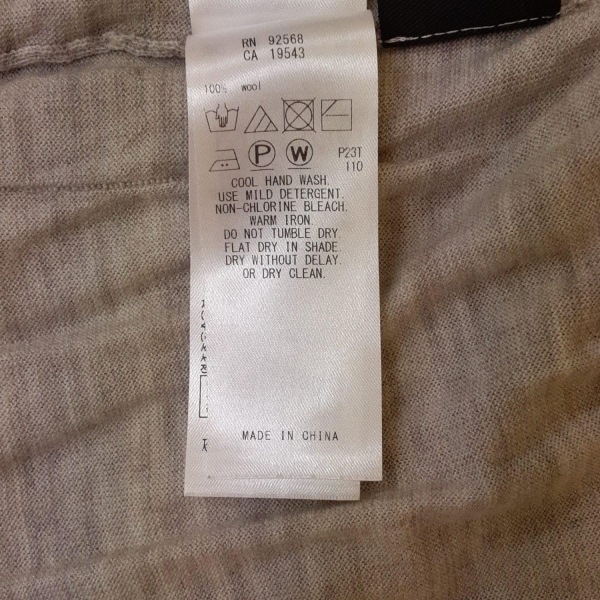 RN 92568
CA 19543
100% wool
P W P23T
110
COOL HAND WASH.
USE MILD DETERGENT.
NON-CHLORINE BLEACH.
WARM IRON.
DO NOT TUMBLE DRY.
FLAT DRY IN SHADE.
DRY WITHOUT DELAY.
OR DRY CLEAN.
MADE IN CHINA